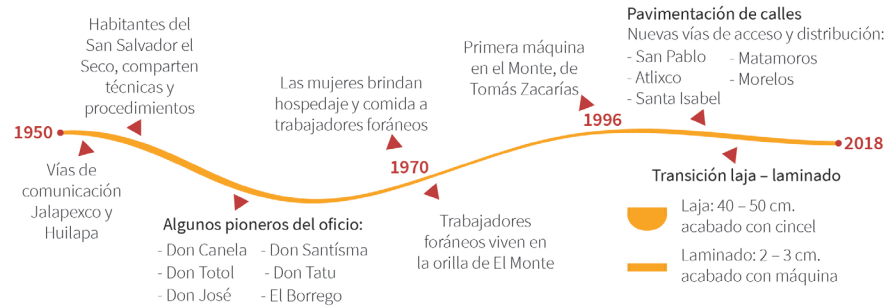 1950
Habitantes del
San Salvador el
Seco, comparten
técnicas y
procedimientos
Vías de
comunicación
Jalapexco y
Huilapa
Algunos pioneros del oficio:
- Don Canela
- Don Totol
- Don José
- Don Santísma
- Don Tatu
- El Borrego
Las mujeres brindan
hospedaje y comida a
trabajadores foráneos
1970
Trabajadores
foráneos viven en
la orilla de El Monte
Primera máquina
en el Monte, de
Tomás Zacarías
1996
Pavimentación de calles
Nuevas vías de acceso y distribución:
- San Pablo
- Atlixco
- Santa Isabel
- Matamoros
- Morelos
2018
Transición laja – laminado
Laja: 40 – 50 cm.
acabado con cincel
Laminado: 2 – 3 cm.
acabado con máquina